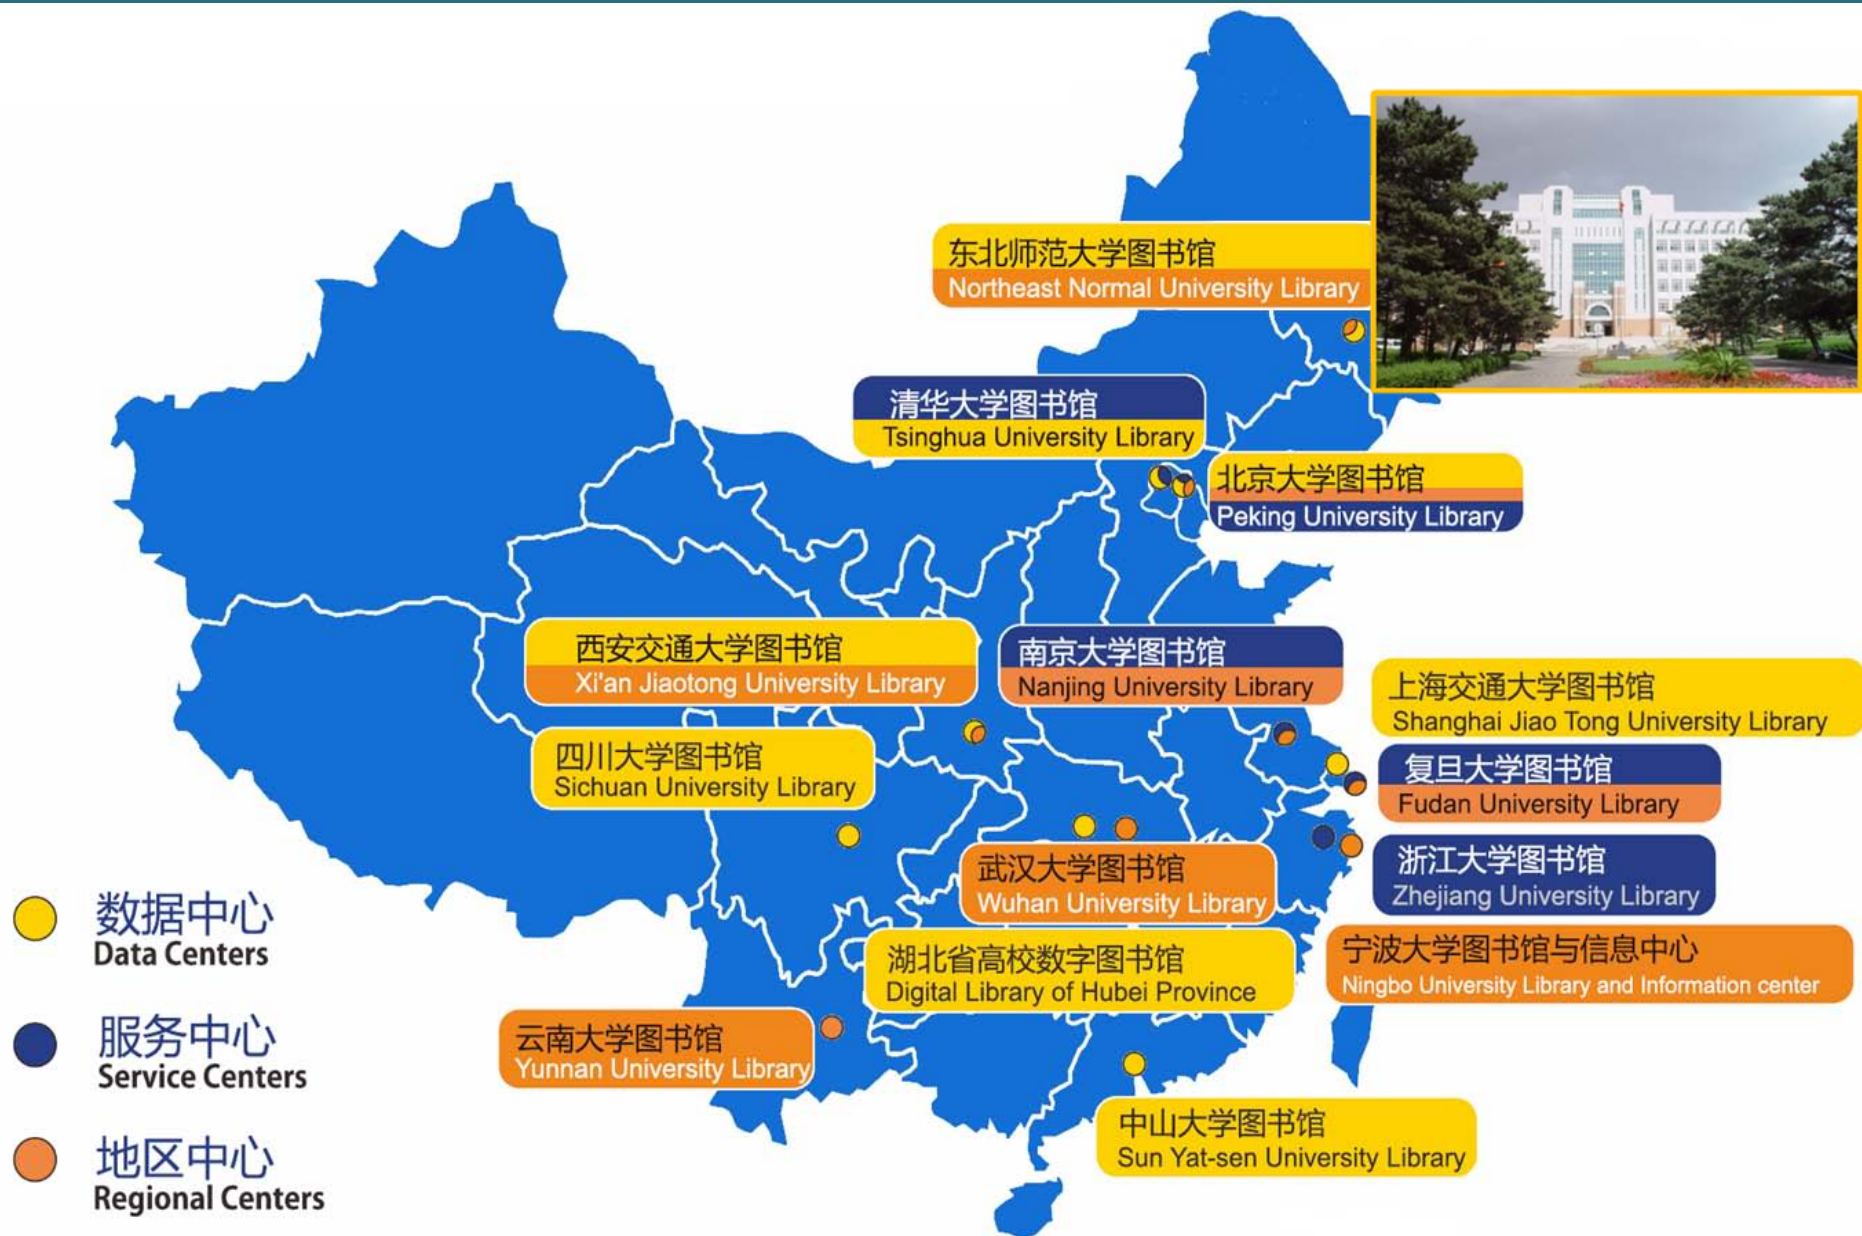 东北师范大学图书馆
Northeast Normal University Library
清华大学图书馆
Tsinghua University Library
北京大学图书馆
Peking University Library
西安交通大学图书馆
Xi'an Jiaotong University Library
南京大学图书馆
Nanjing University Library
上海交通大学图书馆
Shanghai Jiao Tong University Library
四川大学图书馆
Sichuan University Library
复旦大学图书馆
Fudan University Library
武汉大学图书馆
Wuhan University Library
浙江大学图书馆
Zhejiang University Library
湖北省高校数字图书馆
Digital Library of Hubei Province
宁波大学图书馆与信息中心
Ningbo University Library and Information center
云南大学图书馆
Yunnan University Library
中山大学图书馆
Sun Yat-sen University Library
数据中心
Data Centers
服务中心
Service Centers
地区中心
Regional Centers